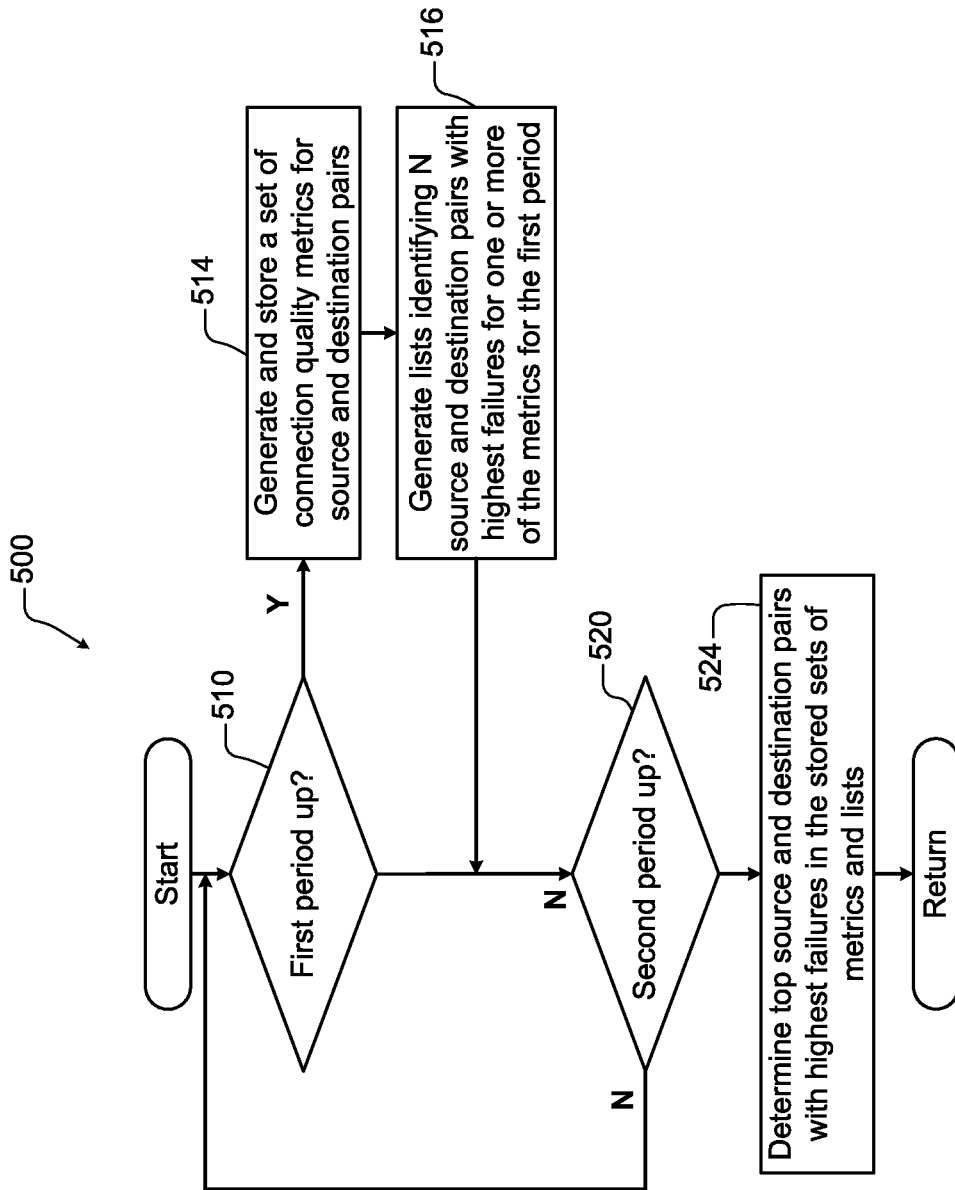 500
Start
510
First period up?
Y
514
Generate and store a set of
connection quality metrics for
source and destination pairs
516
Generate lists identifying N
source and destination pairs with
highest failures for one or more
of the metrics for the first period
N
520
Second period up?
N
524
Determine top source and destination pairs
with highest failures in the stored sets of
metrics and lists
Return